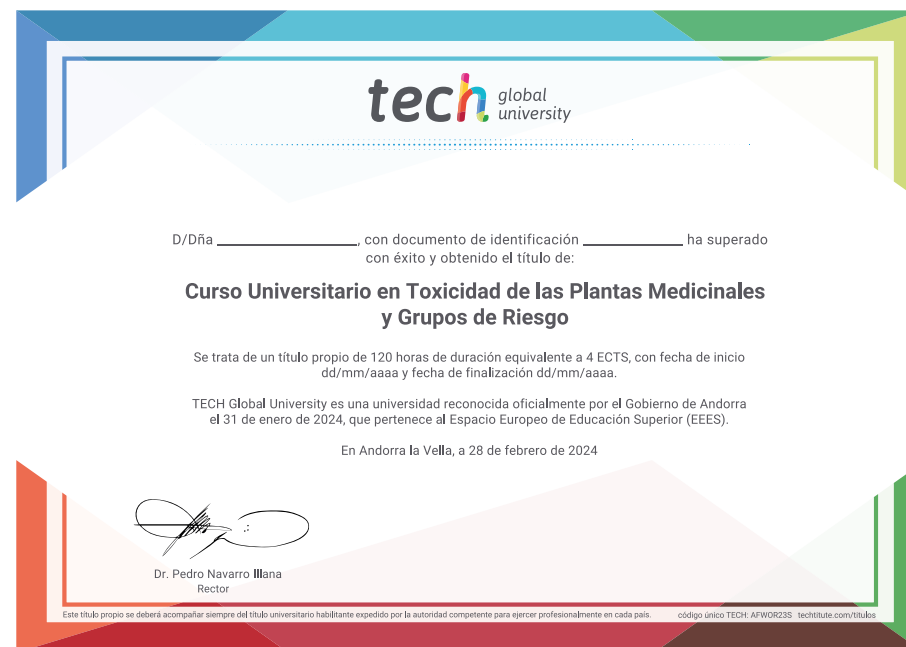 tech global university
D/Dña ____________________, con documento de identificación ______________ ha superado
con éxito y obtenido el título de:
Curso Universitario en Toxicidad de las Plantas Medicinales
y Grupos de Riesgo
Se trata de un título propio de 120 horas de duración equivalente a 4 ECTS, con fecha de inicio
dd/mm/aaaa y fecha de finalización dd/mm/aaaa.
TECH Global University es una universidad reconocida oficialmente por el Gobierno de Andorra
el 31 de enero de 2024, que pertenece al Espacio Europeo de Educación Superior (EEES).
En Andorra la Vella, a 28 de febrero de 2024
Dr. Pedro Navarro Illana
Rector
Este título propio se deberá acompañar siempre del título universitario habilitante expedido por la autoridad competente para ejercer profesionalmente en cada país. código único TECH: AFWOR23S techtitute.com/titulos